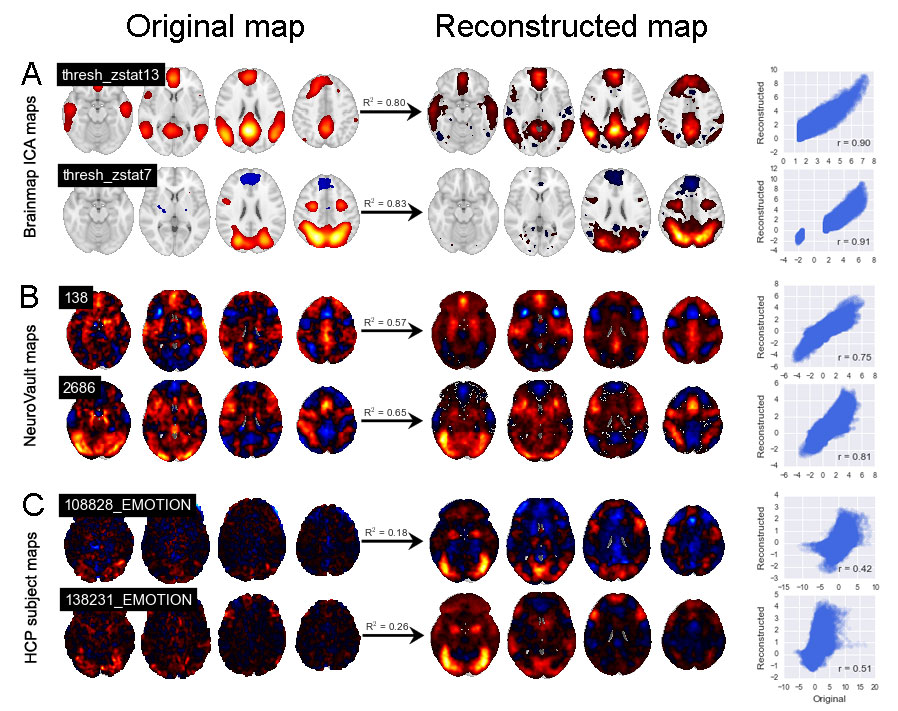 Original map
Reconstructed map
A
Brainmap ICA maps
thresh_zstat13
R² = 0.80
Reconstructed
10
8
6
4
2
0
−2
0 1 2 3 4 5 6 7 8
r = 0.90
thresh_zstat7
R² = 0.83
Reconstructed
12
10
8
6
4
2
0
−2
−4
−4 −2 0 2 4 6 8
r = 0.91
B
NeuroVault maps
138
R² = 0.57
Reconstructed
8
6
4
2
0
−2
−4
−6
−6 −4 −2 0 2 4 6 8
r = 0.75
2686
R² = 0.65
Reconstructed
6
4
2
0
−2
−4
−6 −4 −2 0 2 4 6 8
r = 0.81
C
HCP subject maps
108828_EMOTION
R² = 0.18
Reconstructed
4
3
2
1
0
−1
−2
−3
−15 −10 −5 0 5 10
r = 0.42
138231_EMOTION
R² = 0.26
Reconstructed
5
4
3
2
1
0
−1
−2
−10 −5 0 5 10 15 20
r = 0.51
Original